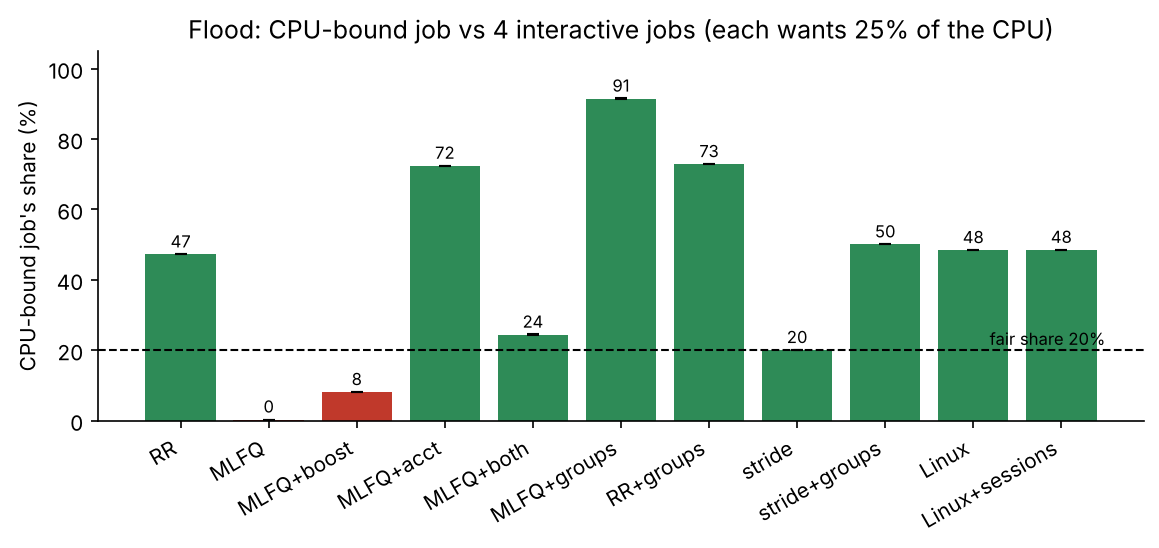 Flood: CPU-bound job vs 4 interactive jobs (each wants 25% of the CPU)
CPU-bound job's share (%)
100
80
60
40
20
0
47
0
8
72
24
91
73
20
50
48
48
fair share 20%
RR
MLFQ
MLFQ+boost
MLFQ+acct
MLFQ+both
MLFQ+groups
RR+groups
stride
stride+groups
Linux
Linux+sessions